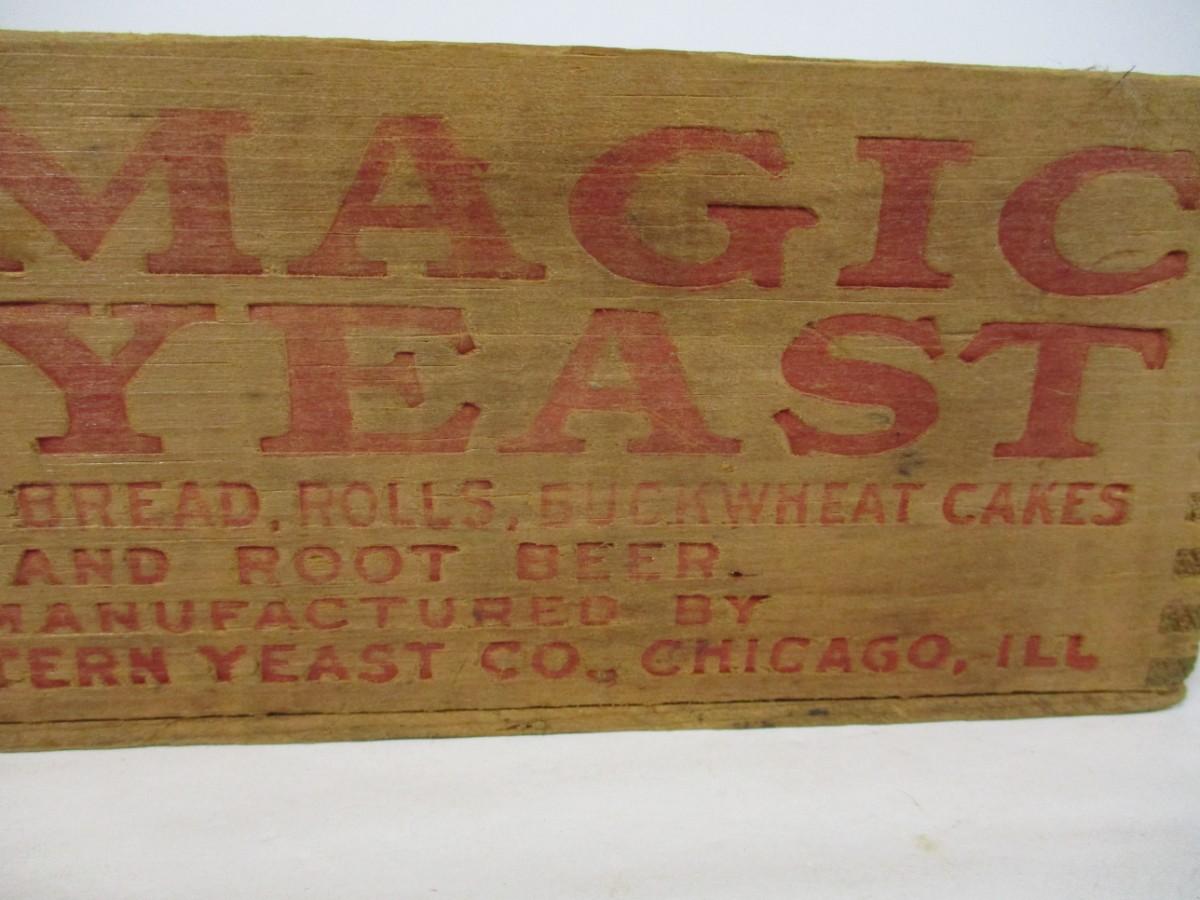 MAGIC
YEAST
BREAD, ROLLS, BUCKWHEAT CAKES
AND ROOT BEER
MANUFACTURED BY
TERN YEAST CO., CHICAGO, ILL